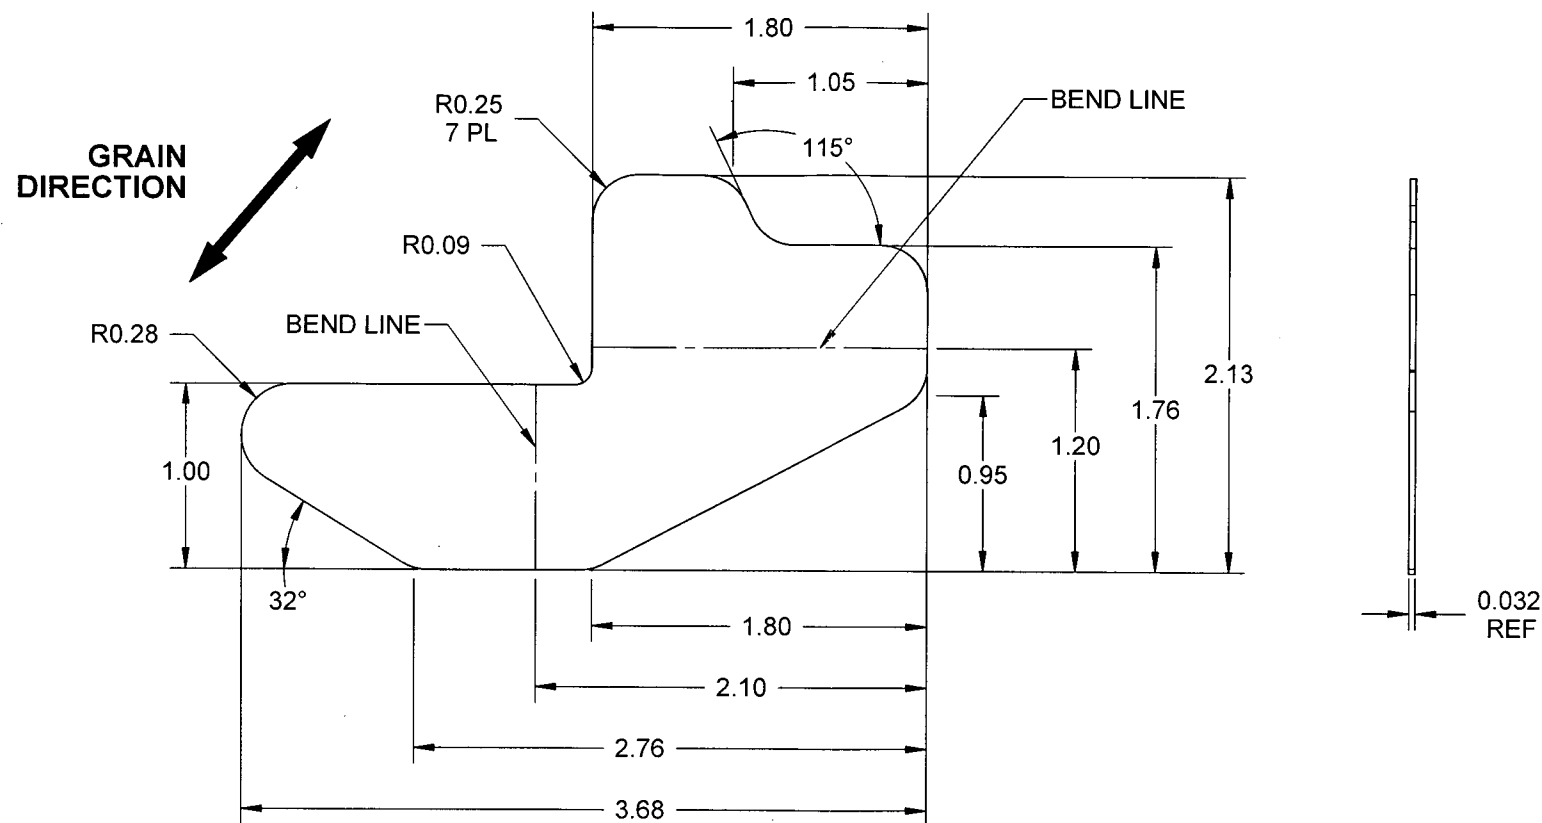 1.80
1.05
R0.25
7 PL
BEND LINE
115°
GRAIN
DIRECTION
R0.09
BEND LINE
R0.28
2.13
1.76
1.20
1.00
0.95
32°
0.032
REF
1.80
2.10
2.76
3.68